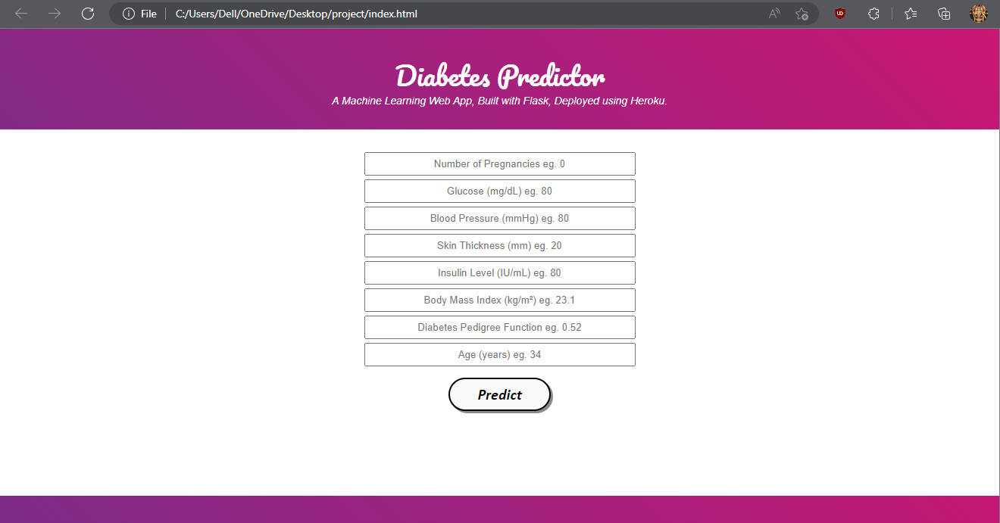 File C:/Users/Dell/OneDrive/Desktop/project/index.html
Diabetes Predictor
A Machine Learning Web App, Built with Flask, Deployed using Heroku.
Number of Pregnancies eg. 0
Glucose (mg/dL) eg. 80
Blood Pressure (mmHg) eg. 80
Skin Thickness (mm) eg. 20
Insulin Level (IU/mL) eg. 80
Body Mass Index (kg/m²) eg. 23.1
Diabetes Pedigree Function eg. 0.52
Age (years) eg. 34
Predict